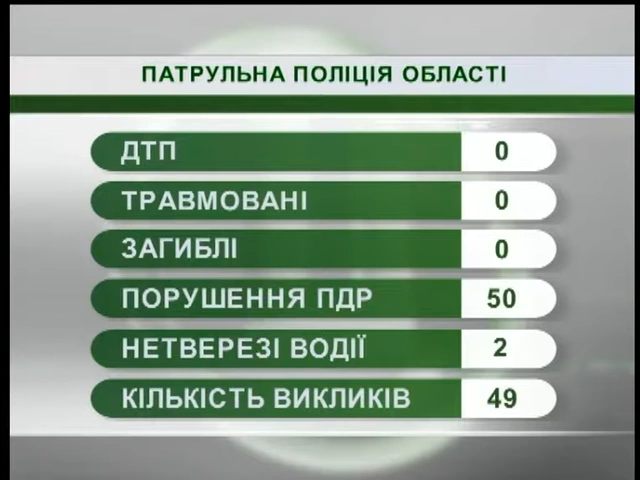 ПАТРУЛЬНА ПОЛІЦІЯ ОБЛАСТІ
ДТП 0
ТРАВМОВАНІ 0
ЗАГИБЛІ 0
ПОРУШЕННЯ ПДР 50
НЕТВЕРЕЗІ ВОДІЇ 2
КІЛЬКІСТЬ ВИКЛИКІВ 49